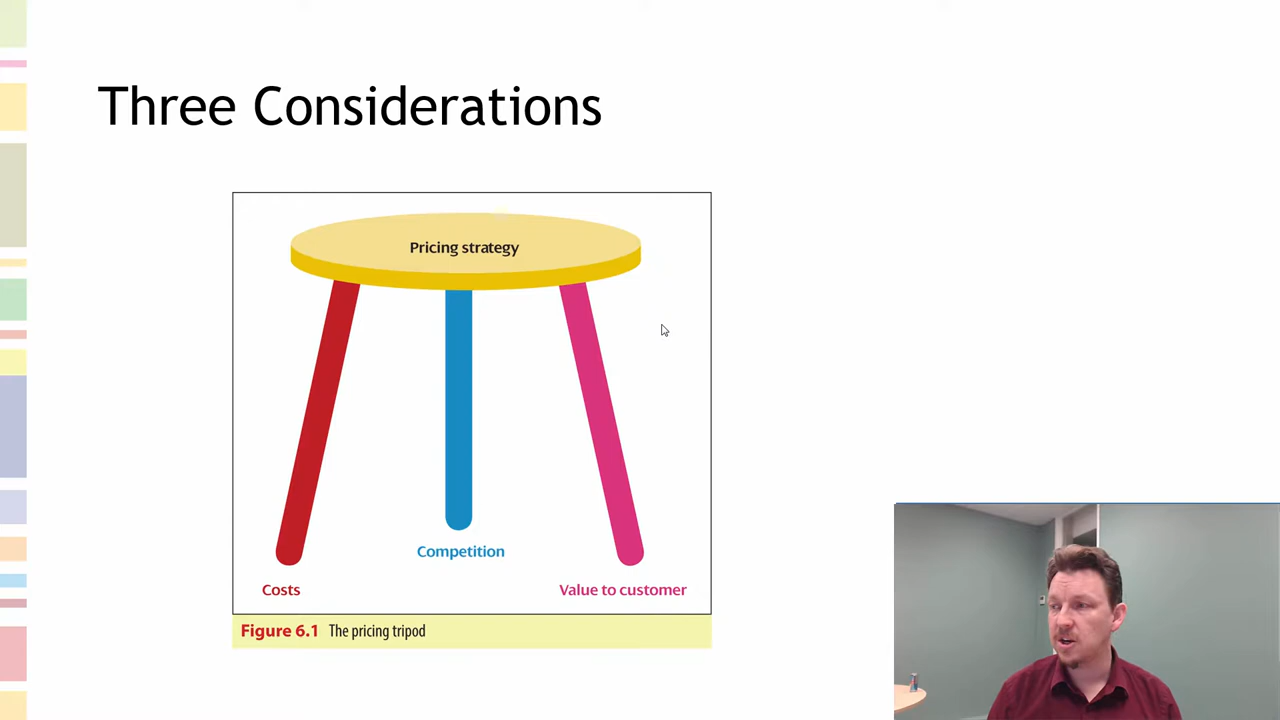 Three Considerations
Pricing strategy
Competition
Costs
Value to customer
Figure 6.1 The pricing tripod